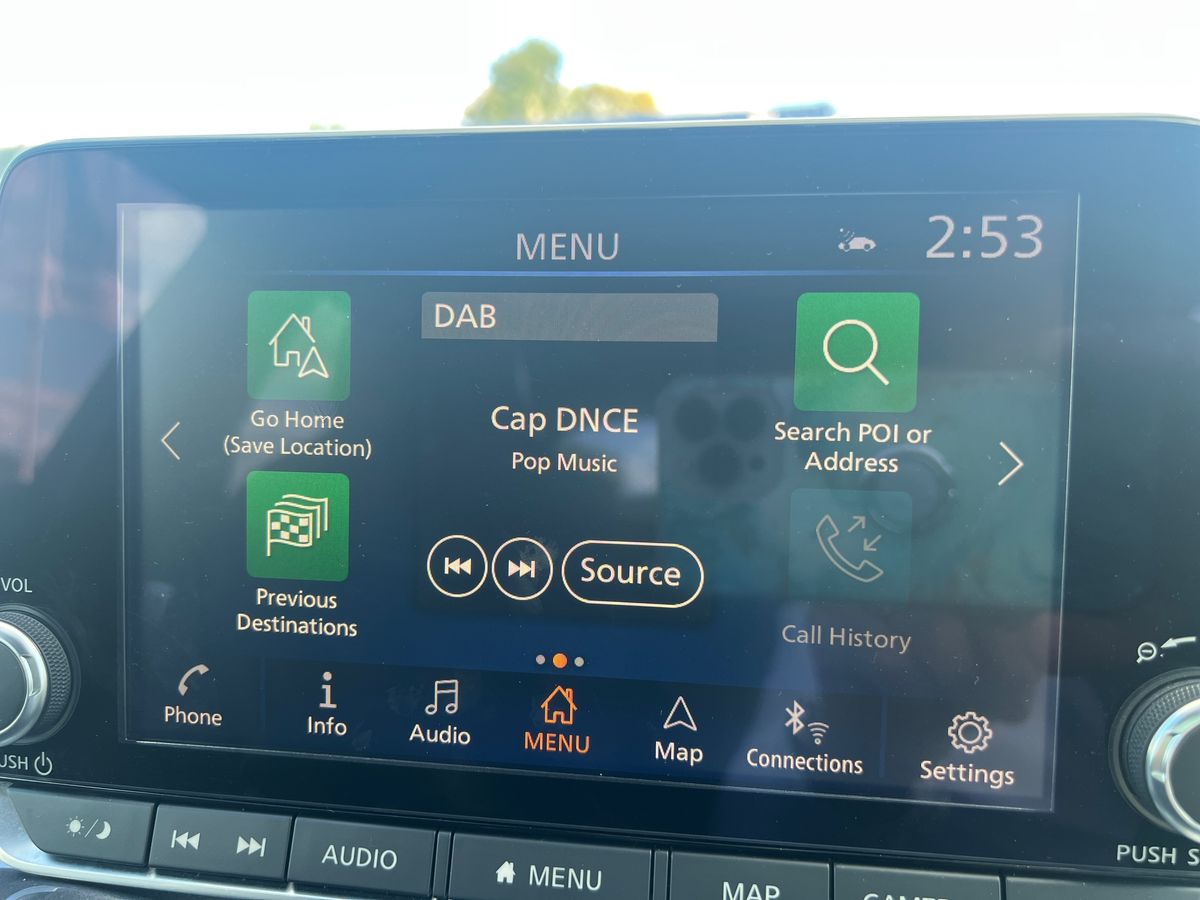 MENU
2:53
DAB
Go Home
(Save Location)
Cap DNCE
Pop Music
Search POI or
Address
Previous
Destinations
Source
Call History
Phone
Info
Audio
MENU
Map
Connections
Settings
VOL
AUDIO
MENU
MAP
PUSH